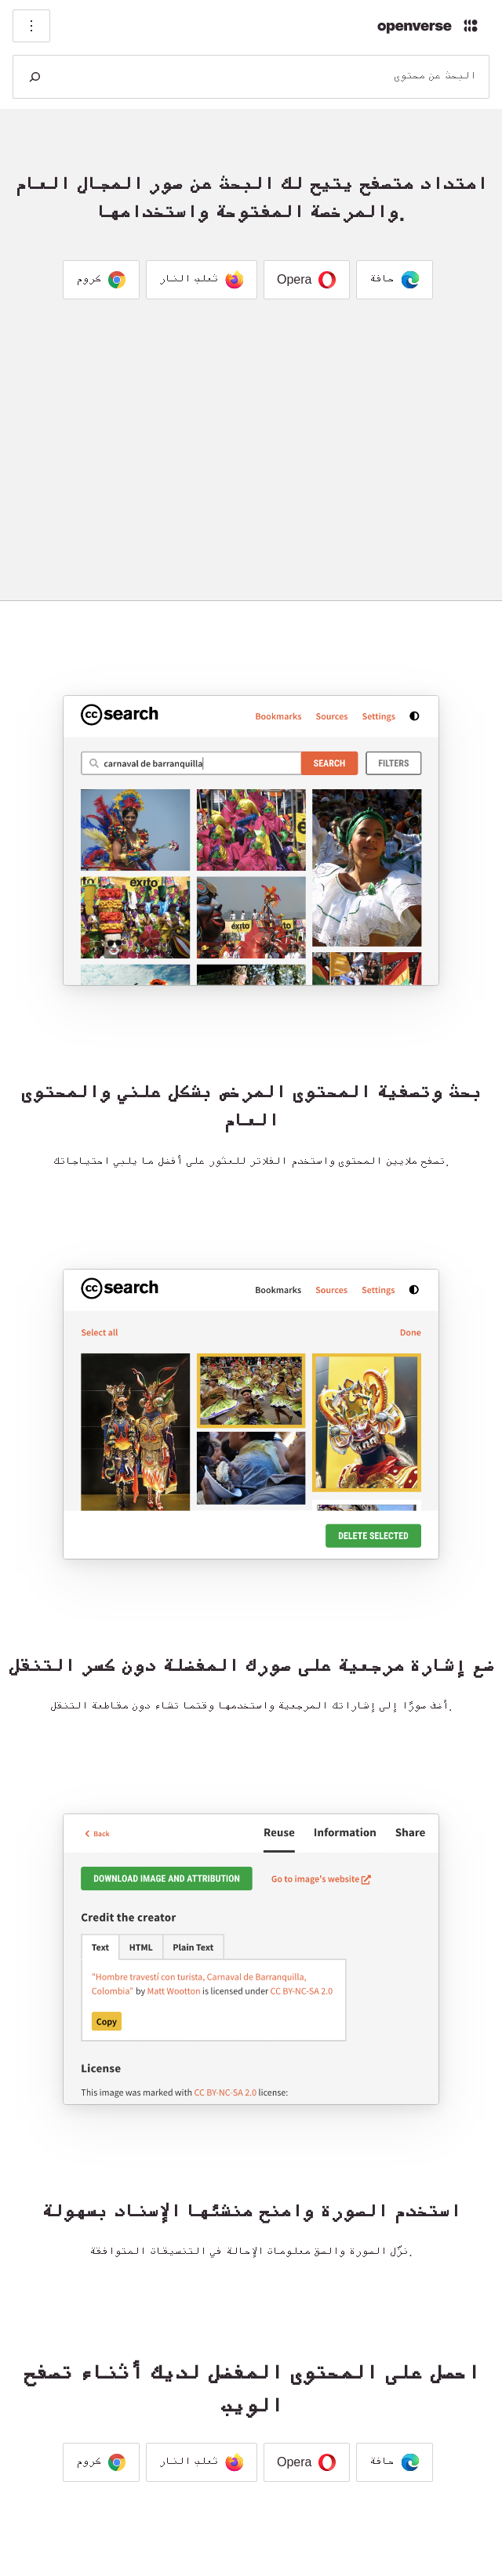 openverse
البحث عن محتوى
امتداد متصفح يتيح لك البحث عن صور المجال العام
والمرخصة المفتوحة واستخدامها.
حافة
Opera
ثعلب النار
كروم
cc search
Bookmarks Sources Settings
carnaval de barranquilla
SEARCH
FILTERS
éxito
éxito
éxito
بحث وتصفية المحتوى المرخص بشكل علني والمحتوى
العام
تصفح ملايين المحتوى واستخدم الفلاتر للعثور على أفضل ما يلبي احتياجاتك.
cc search
Bookmarks Sources Settings
Select all
Done
DELETE SELECTED
ضع إشارة مرجعية على صورك المفضلة دون كسر التنقل
أضف صورًا إلى إشاراتك المرجعية واستخدمها وقتما تشاء دون مقاطعة التنقل.
Back
Reuse Information Share
DOWNLOAD IMAGE AND ATTRIBUTION
Go to image's website
Credit the creator
Text HTML Plain Text
"Hombre travestí con turista, Carnaval de Barranquilla,
Colombia" by Matt Wootton is licensed under CC BY-NC-SA 2.0
Copy
License
This image was marked with CC BY-NC-SA 2.0 license:
استخدم الصورة وامنح منشئها الإسناد بسهولة
نزّل الصورة والصق معلومات الإحالة في التنسيقات المتوافقة.
احصل على المحتوى المفضل لديك أثناء تصفح
الويب
حافة
Opera
ثعلب النار
كروم